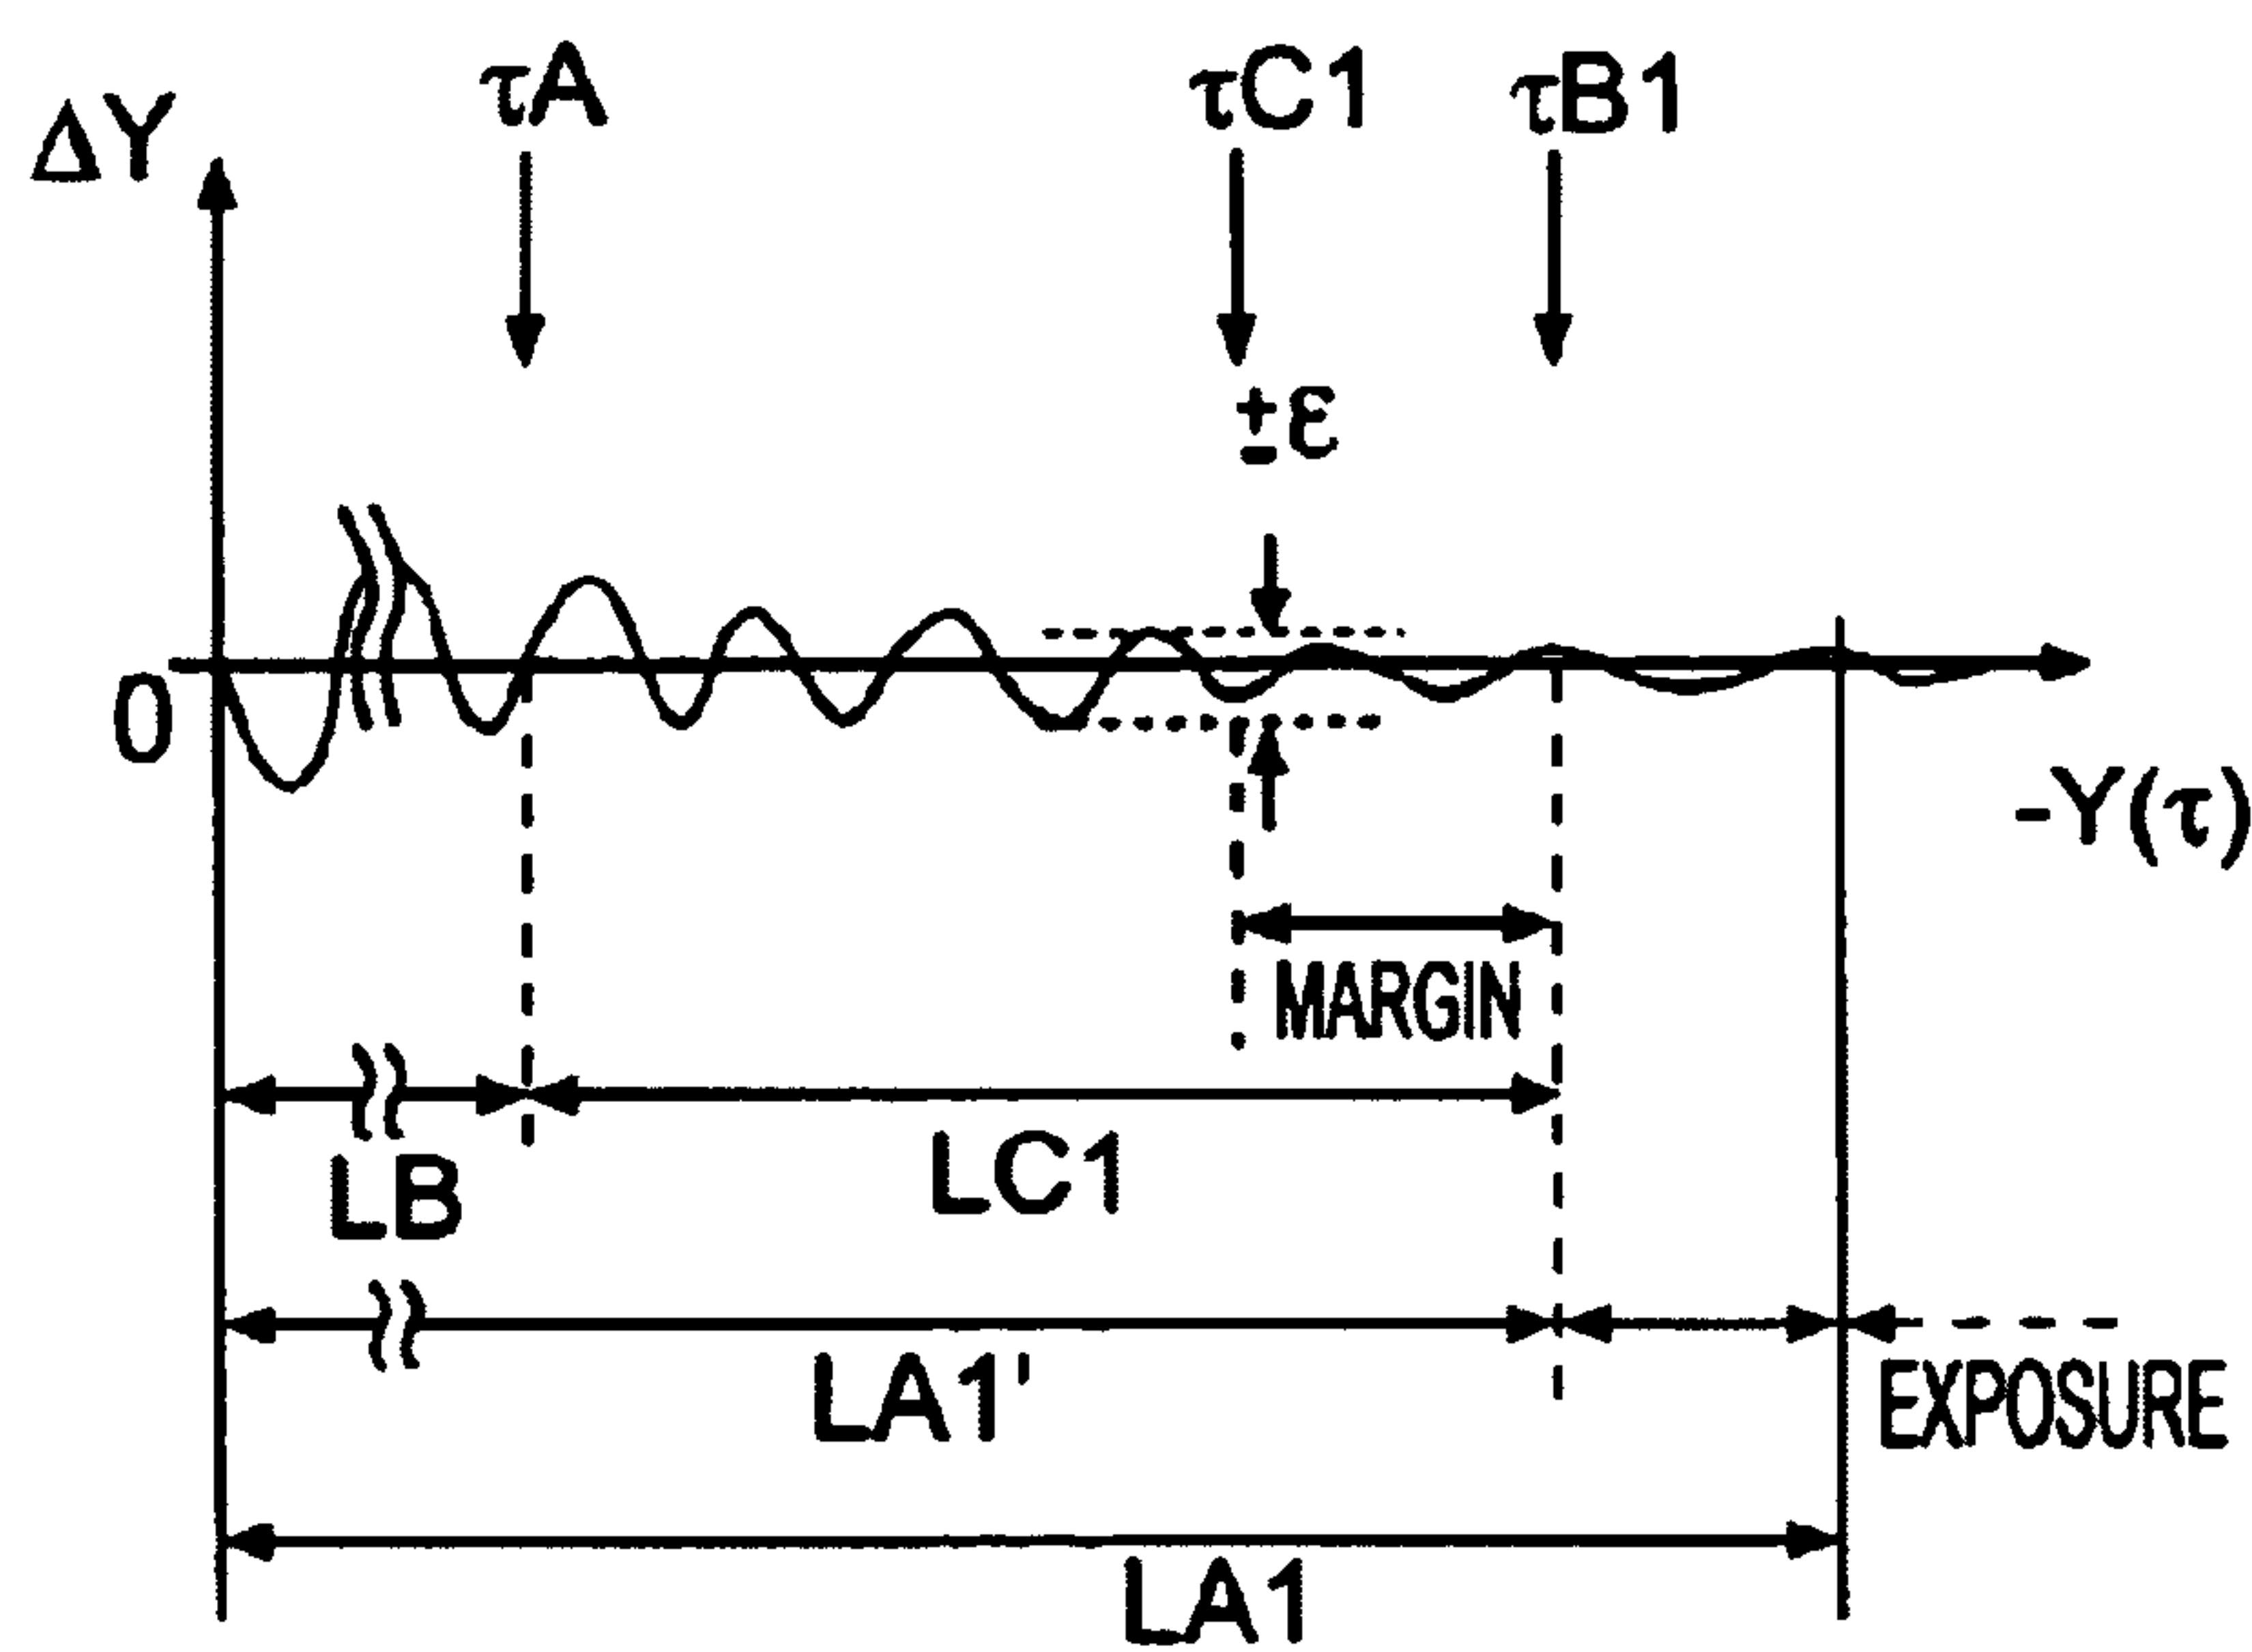 ΔY
τA
τC1
τB1
±ε
0
-Y(τ)
MARGIN
LB
LC1
LA1'
EXPOSURE
LA1